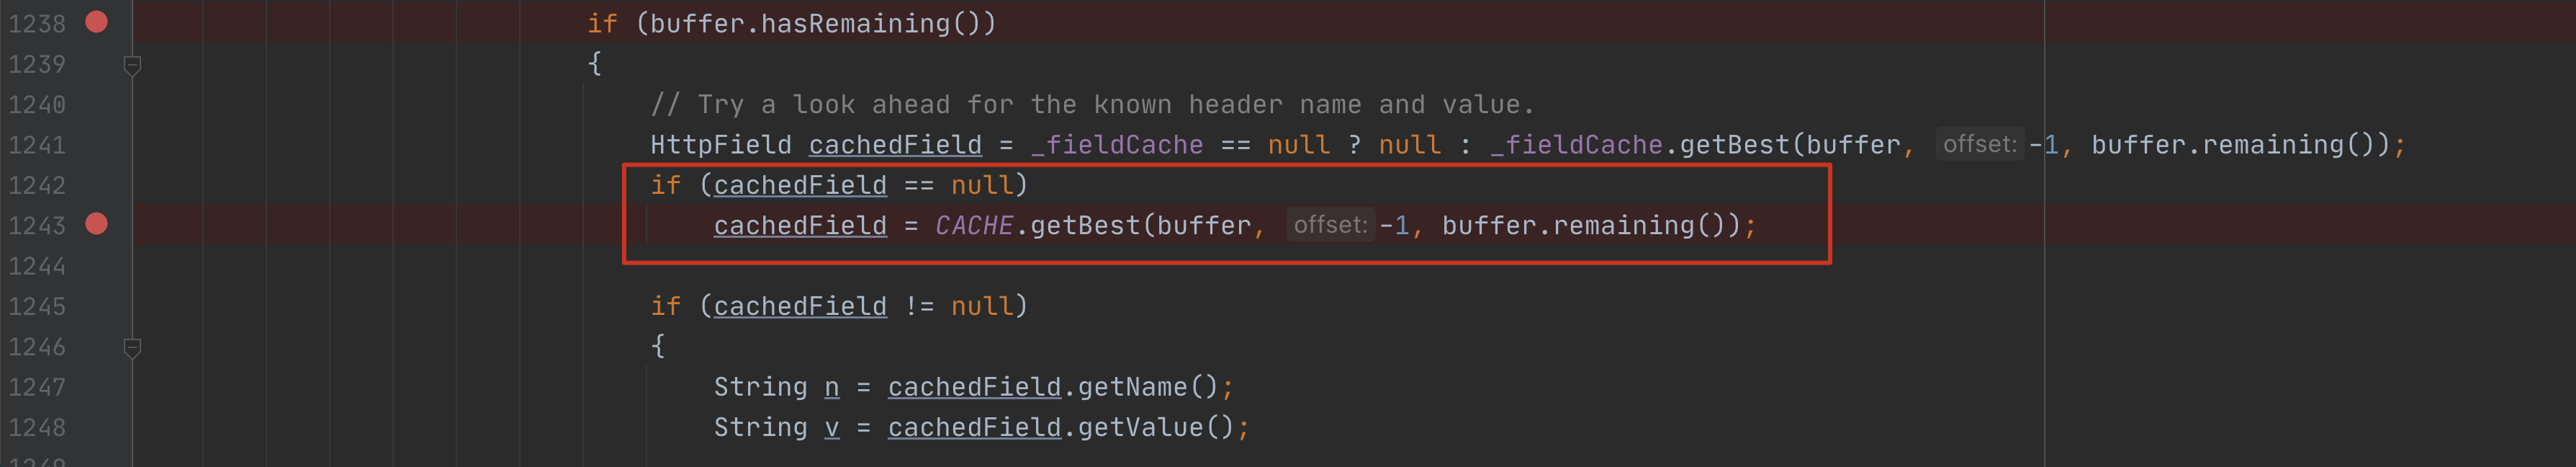 1238 if (buffer.hasRemaining())
1239 {
1240 // Try a look ahead for the known header name and value.
1241 HttpField cachedField = _fieldCache == null ? null : _fieldCache.getBest(buffer, offset: -1, buffer.remaining());
1242 if (cachedField == null)
1243 cachedField = CACHE.getBest(buffer, offset: -1, buffer.remaining());
1244
1245 if (cachedField != null)
1246 {
1247 String n = cachedField.getName();
1248 String v = cachedField.getValue();